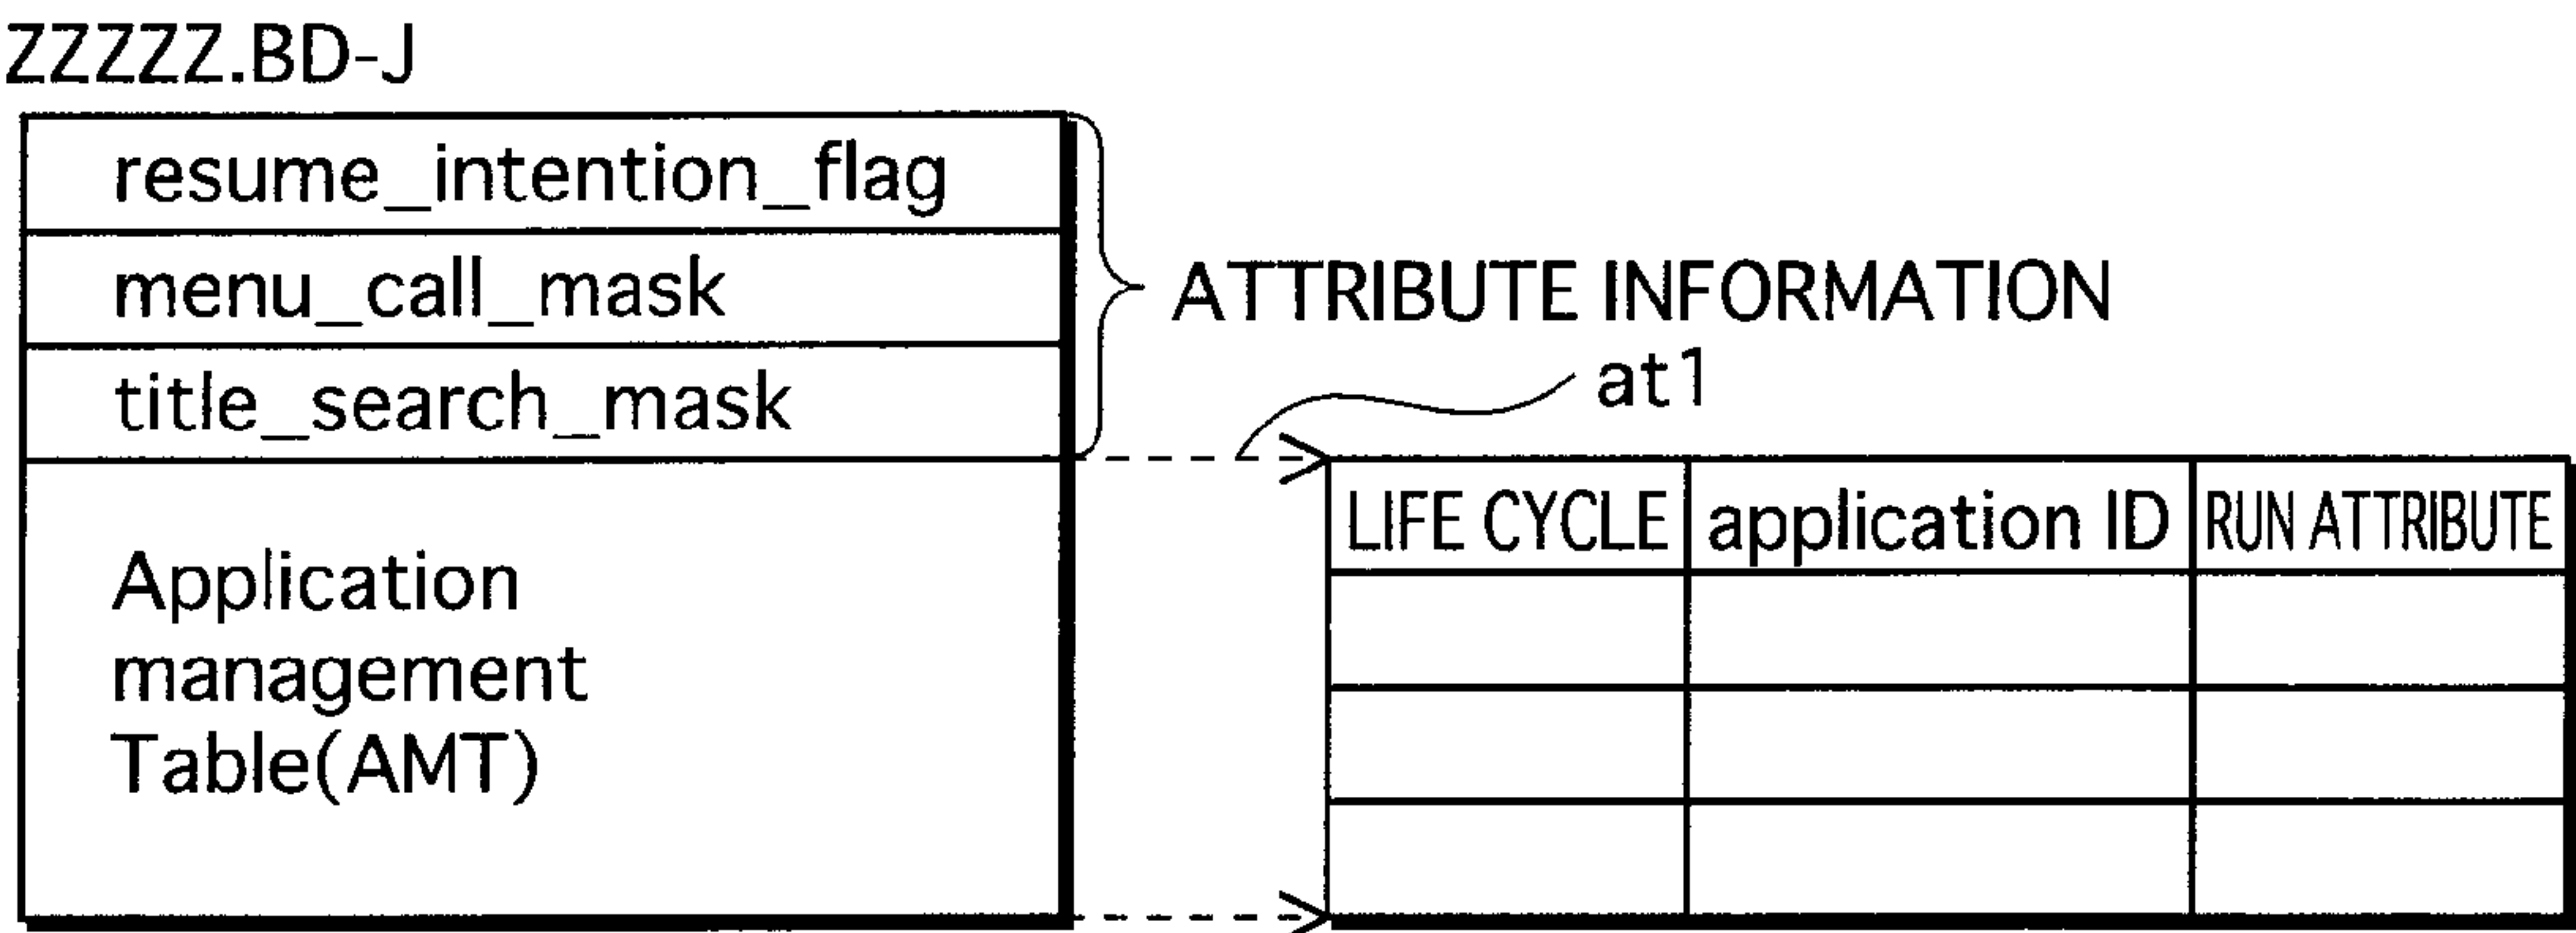 ZZZZZ.BD-J
resume_intention_flag
menu_call_mask
title_search_mask
ATTRIBUTE INFORMATION
at1
Application
management
Table(AMT)
LIFE CYCLE application ID RUN ATTRIBUTE